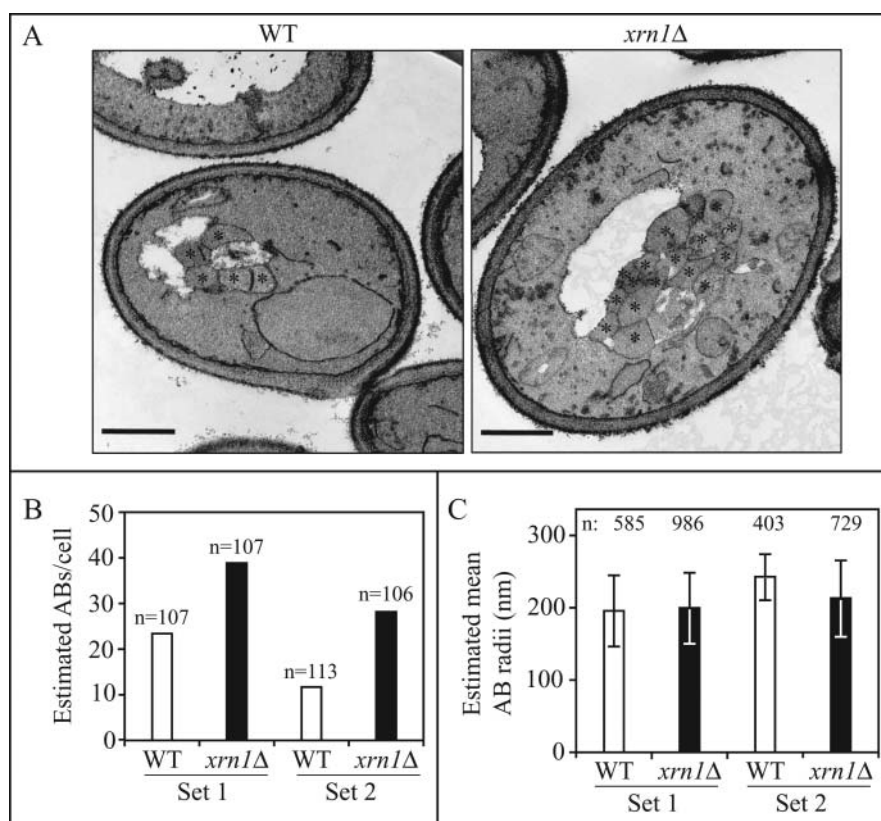 A
WT
xrn1Δ
* * * * *
* * * * * * * * * * * *
B
Estimated ABs/cell
50
40
30
20
10
0
n=107
n=107
n=113
n=106
WT xrn1Δ WT xrn1Δ
Set 1 Set 2
C
Estimated mean
AB radii (nm)
300
200
100
0
n: 585 986 403 729
WT xrn1Δ WT xrn1Δ
Set 1 Set 2